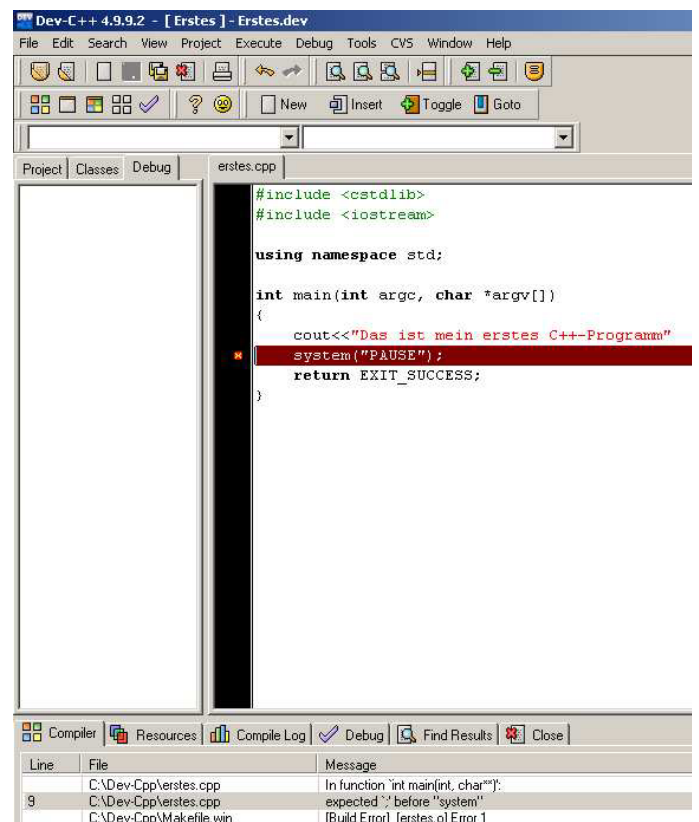 Dev-C++ 4.9.9.2 - [ Erstes ] - Erstes.dev
File Edit Search View Project Execute Debug Tools CVS Window Help
New Insert Toggle Goto
Project Classes Debug erstes.cpp
#include <cstdlib>
#include <iostream>
using namespace std;
int main(int argc, char *argv[])
{
cout<<"Das ist mein erstes C++-Programm"
system("PAUSE");
return EXIT_SUCCESS;
}
Compiler Resources Compile Log Debug Find Results Close
Line File Message
C:\Dev-Cpp\erstes.cpp In function `int main(int, char**)':
9 C:\Dev-Cpp\erstes.cpp expected `;' before "system"
C:\Dev-Cpp\Makefile.win [Build Error] [erstes.o] Error 1